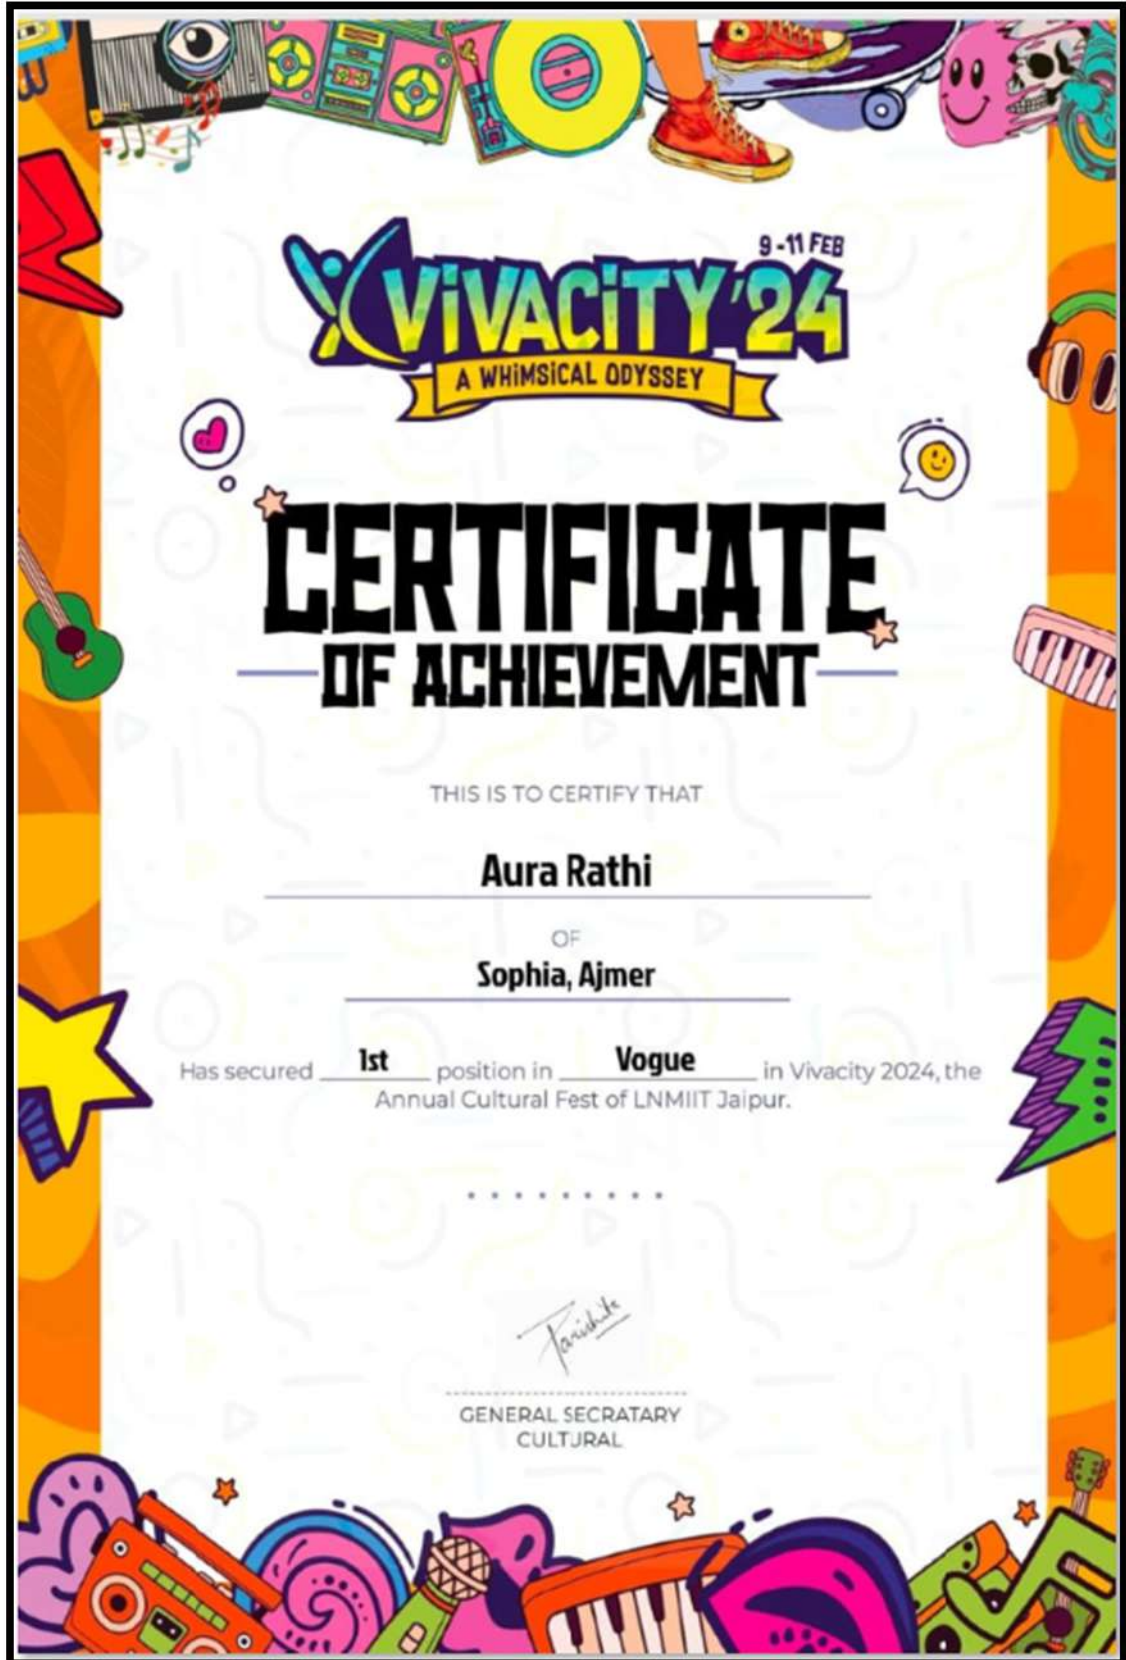 9-11 FEB
VIVACITY '24
A WHIMSICAL ODYSSEY
CERTIFICATE
OF ACHIEVEMENT
THIS IS TO CERTIFY THAT
Aura Rathi
OF
Sophia, Ajmer
Has secured 1st position in Vogue in Vivacity 2024, the
Annual Cultural Fest of LNMIIT Jaipur.
GENERAL SECRATARY
CULTURAL